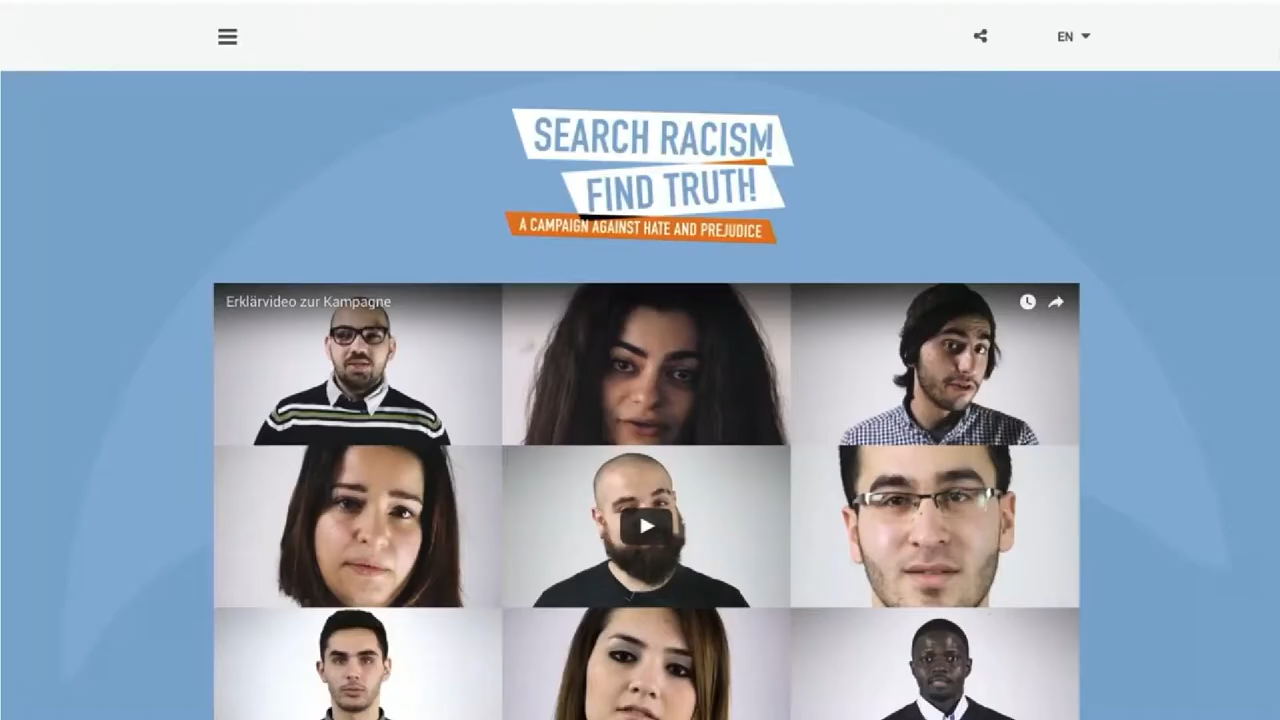 EN
SEARCH RACISM!
FIND TRUTH!
A CAMPAIGN AGAINST HATE AND PREJUDICE
Erklärvideo zur Kampagne